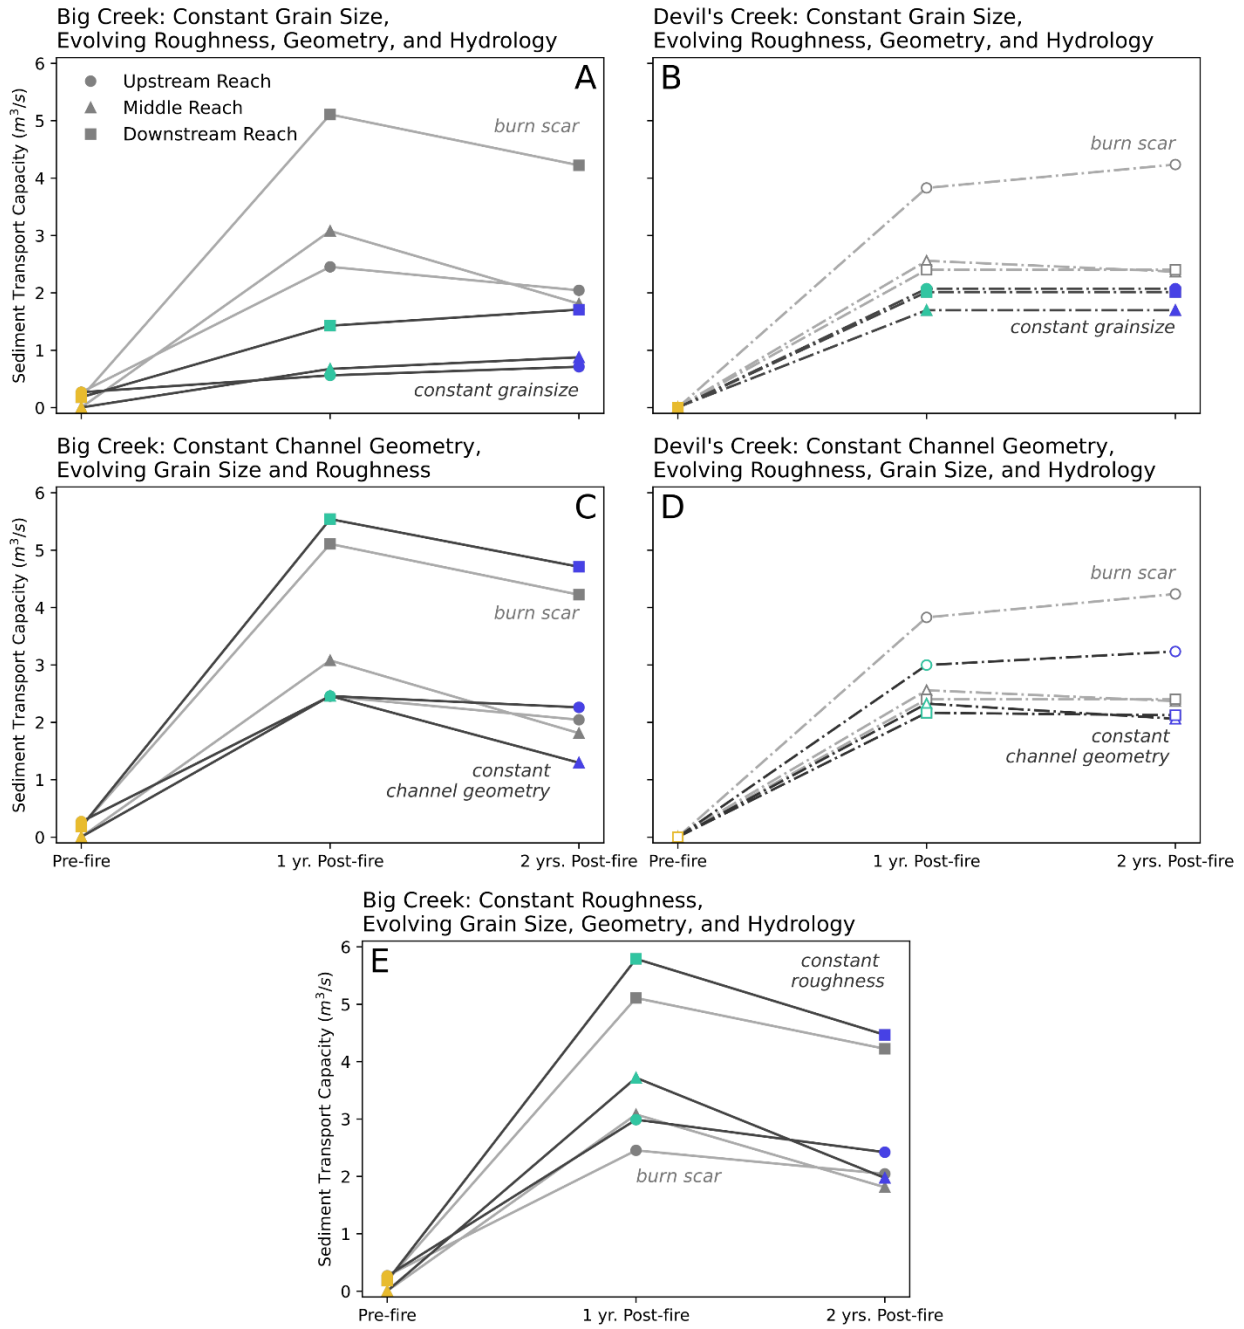 Big Creek: Constant Grain Size,
Evolving Roughness, Geometry, and Hydrology
Devil's Creek: Constant Grain Size,
Evolving Roughness, Geometry, and Hydrology
Sediment Transport Capacity (m³/s)
6
5
4
3
2
1
0
Upstream Reach
Middle Reach
Downstream Reach
A
burn scar
constant grainsize
B
burn scar
constant grainsize
Big Creek: Constant Channel Geometry,
Evolving Grain Size and Roughness
Devil's Creek: Constant Channel Geometry,
Evolving Roughness, Grain Size, and Hydrology
Sediment Transport Capacity (m³/s)
6
5
4
3
2
1
0
C
burn scar
constant
channel geometry
Pre-fire
1 yr. Post-fire
2 yrs. Post-fire
D
burn scar
constant
channel geometry
Pre-fire
1 yr. Post-fire
2 yrs. Post-fire
Big Creek: Constant Roughness,
Evolving Grain Size, Geometry, and Hydrology
Sediment Transport Capacity (m³/s)
6
5
4
3
2
1
0
E
constant
roughness
burn scar
Pre-fire
1 yr. Post-fire
2 yrs. Post-fire